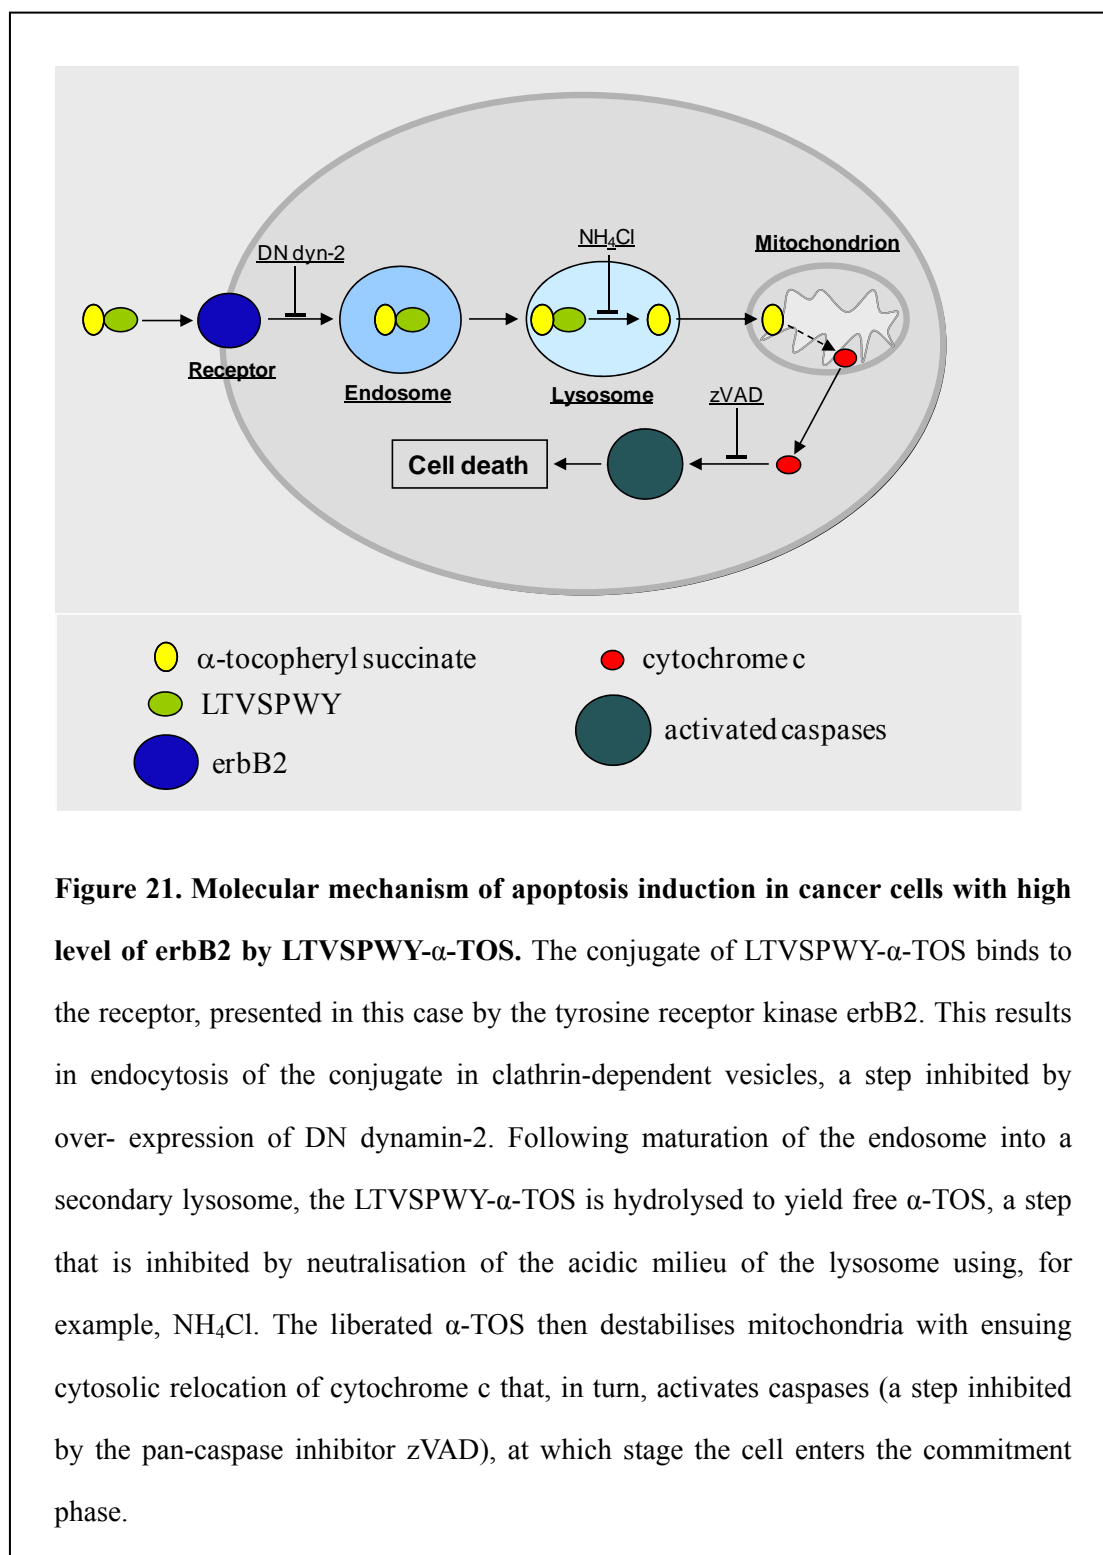 DN dyn-2
NH₄Cl
Mitochondrion
Receptor
Endosome
Lysosome
zVAD
Cell death
α-tocopheryl succinate
cytochrome c
LTVSPWY
activated caspases
erbB2
Figure 21. Molecular mechanism of apoptosis induction in cancer cells with high
level of erbB2 by LTVSPWY-α-TOS. The conjugate of LTVSPWY-α-TOS binds to
the receptor, presented in this case by the tyrosine receptor kinase erbB2. This results
in endocytosis of the conjugate in clathrin-dependent vesicles, a step inhibited by
over- expression of DN dynamin-2. Following maturation of the endosome into a
secondary lysosome, the LTVSPWY-α-TOS is hydrolysed to yield free α-TOS, a step
that is inhibited by neutralisation of the acidic milieu of the lysosome using, for
example, NH₄Cl. The liberated α-TOS then destabilises mitochondria with ensuing
cytosolic relocation of cytochrome c that, in turn, activates caspases (a step inhibited
by the pan-caspase inhibitor zVAD), at which stage the cell enters the commitment
phase.